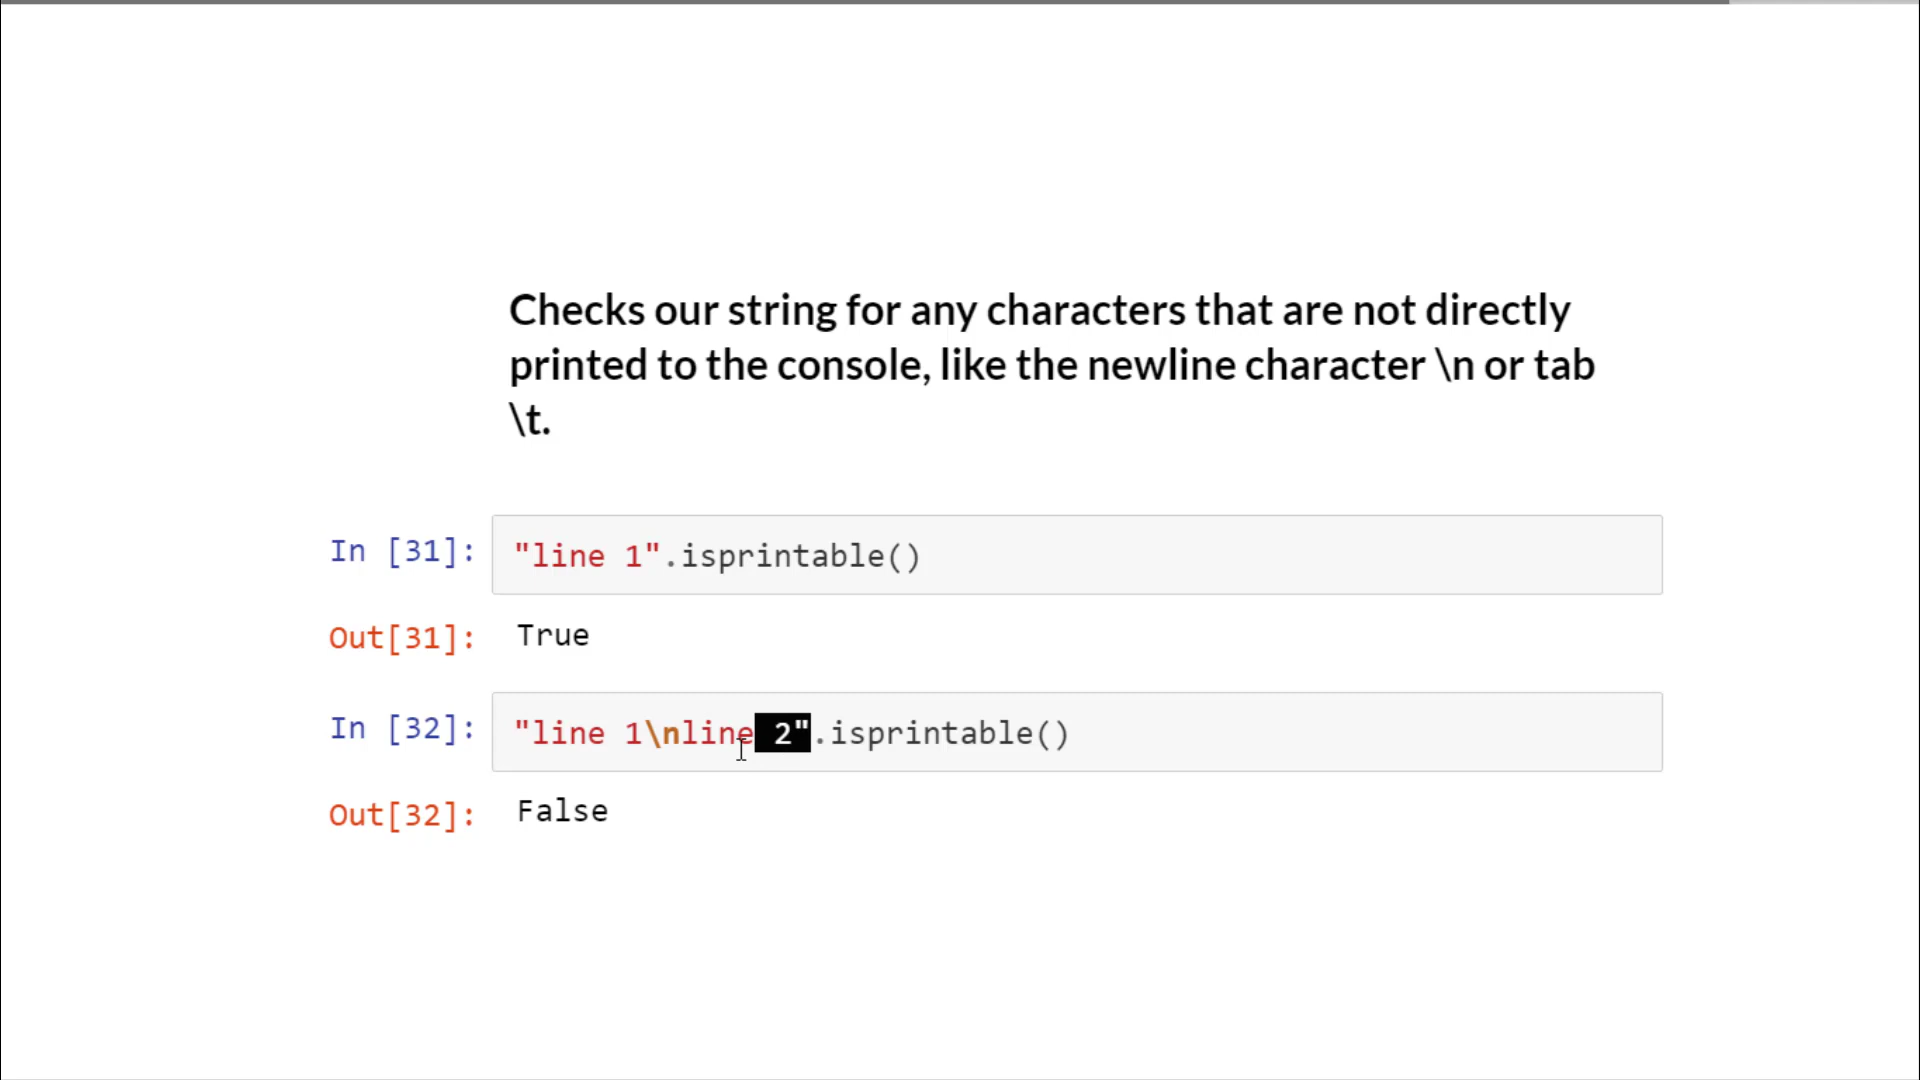 Checks our string for any characters that are not directly
printed to the console, like the newline character \n or tab
\t.
In [31]: "line 1".isprintable()
Out[31]: True
In [32]: "line 1\nline 2".isprintable()
Out[32]: False